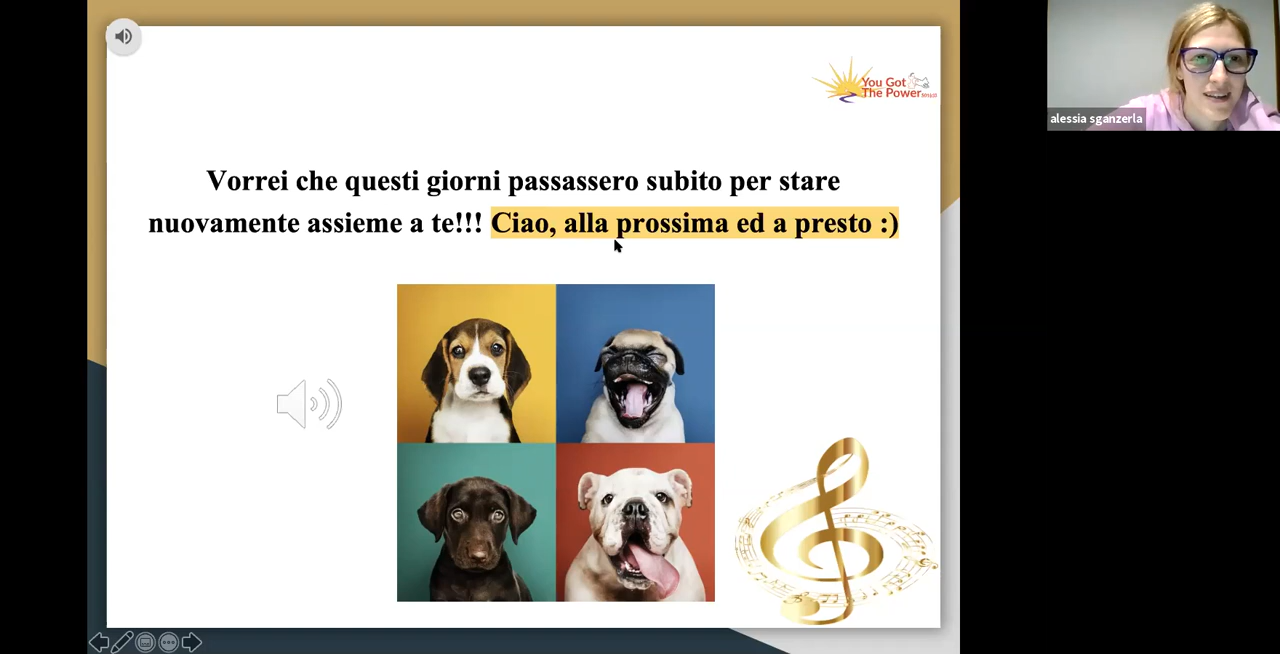 You Got
The Power
Vorrei che questi giorni passassero subito per stare
nuovamente assieme a te!!! Ciao, alla prossima ed a presto :)
alessia sganzerla